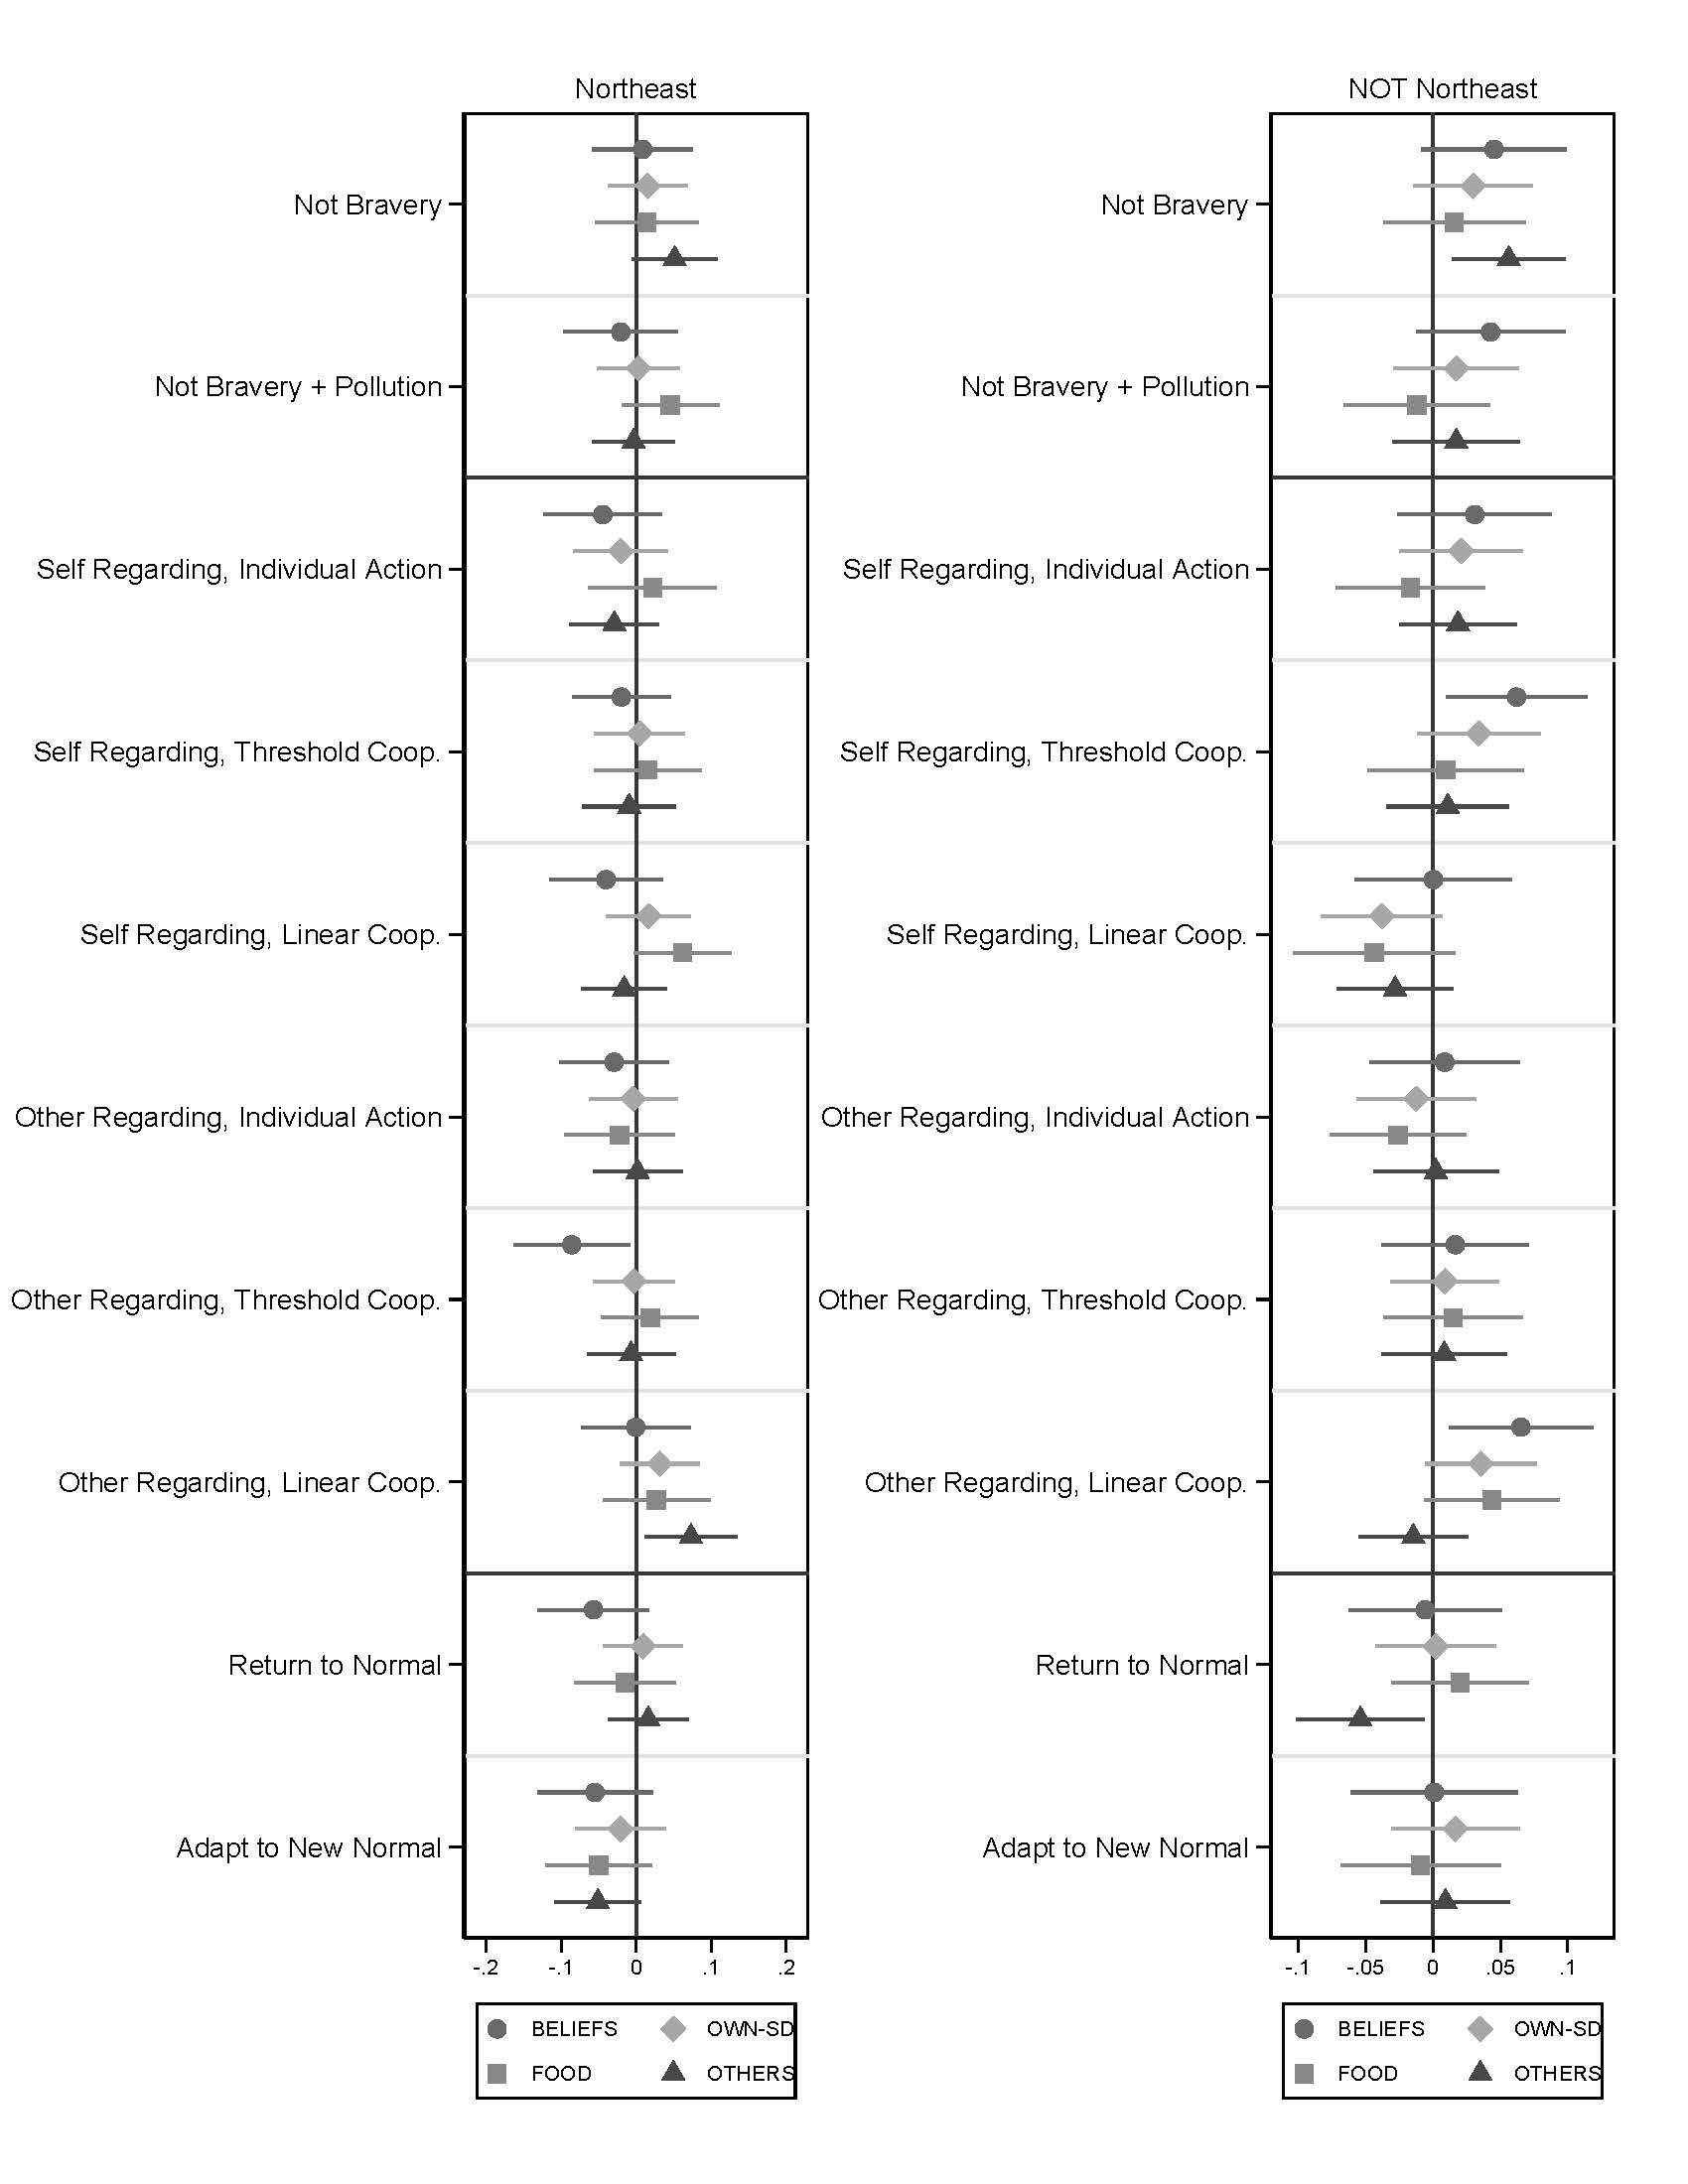 Northeast
Not Bravery
Not Bravery + Pollution
Self Regarding, Individual Action
Self Regarding, Threshold Coop.
Self Regarding, Linear Coop.
Other Regarding, Individual Action
Other Regarding, Threshold Coop.
Other Regarding, Linear Coop.
Return to Normal
Adapt to New Normal
-.2 -.1 0 .1 .2
BELIEFS OWN-SD
FOOD OTHERS
NOT Northeast
Not Bravery
Not Bravery + Pollution
Self Regarding, Individual Action
Self Regarding, Threshold Coop.
Self Regarding, Linear Coop.
Other Regarding, Individual Action
Other Regarding, Threshold Coop.
Other Regarding, Linear Coop.
Return to Normal
Adapt to New Normal
-.1 -.05 0 .05 .1
BELIEFS OWN-SD
FOOD OTHERS